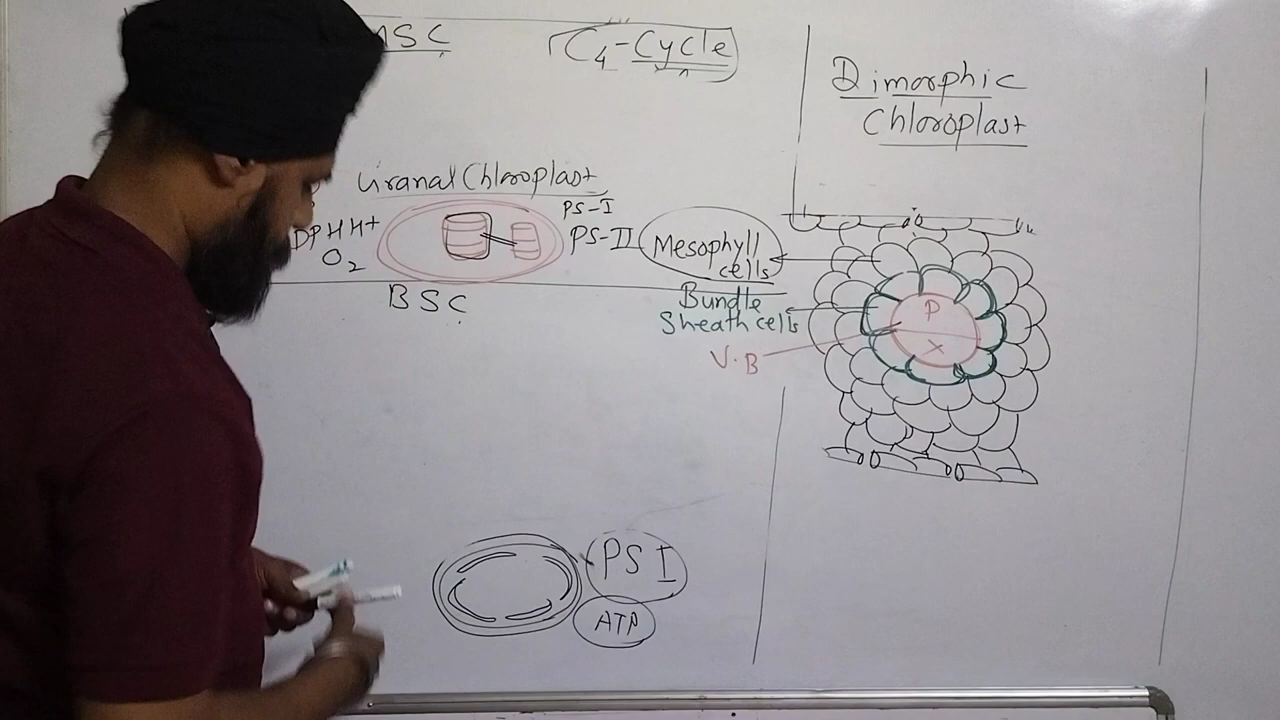 MSC
C4-Cycle
Dimorphic
Chloroplast
Granal Chloroplast
PS-I
DPHH+
O2
PS-II
Mesophyll
cells
BSC
Bundle
Sheath cells
V.B
P
X
PS I
ATP